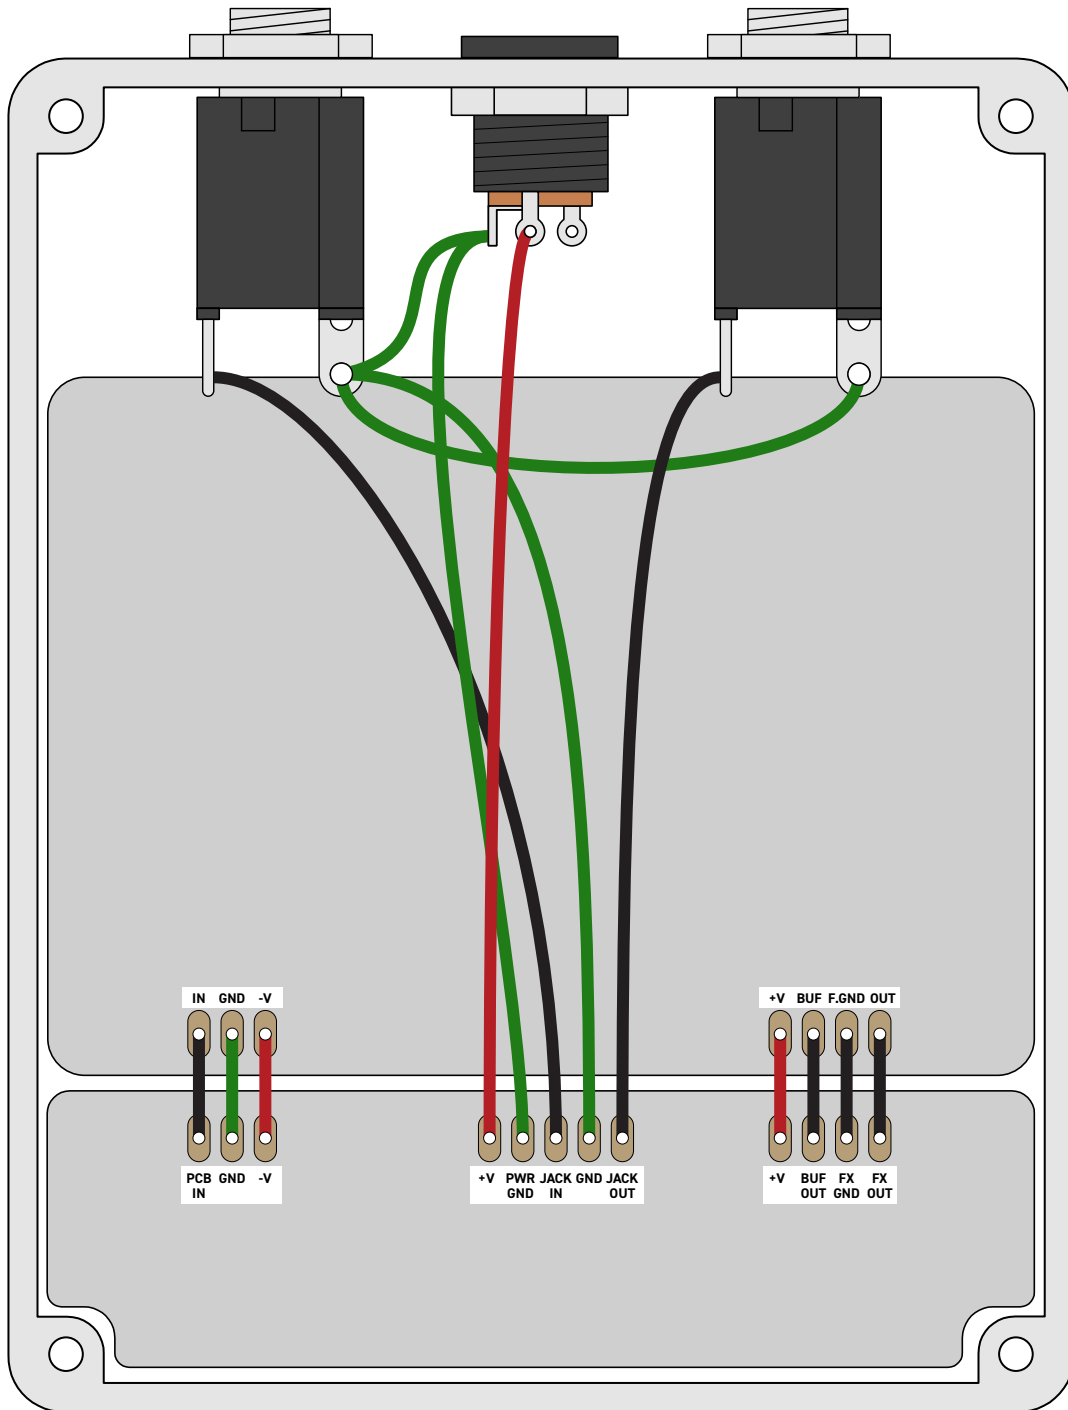 IN GND -V
+V BUF F.GND OUT
PCB IN GND -V
+V PWR GND JACK IN GND JACK OUT
+V BUF OUT FX GND FX OUT